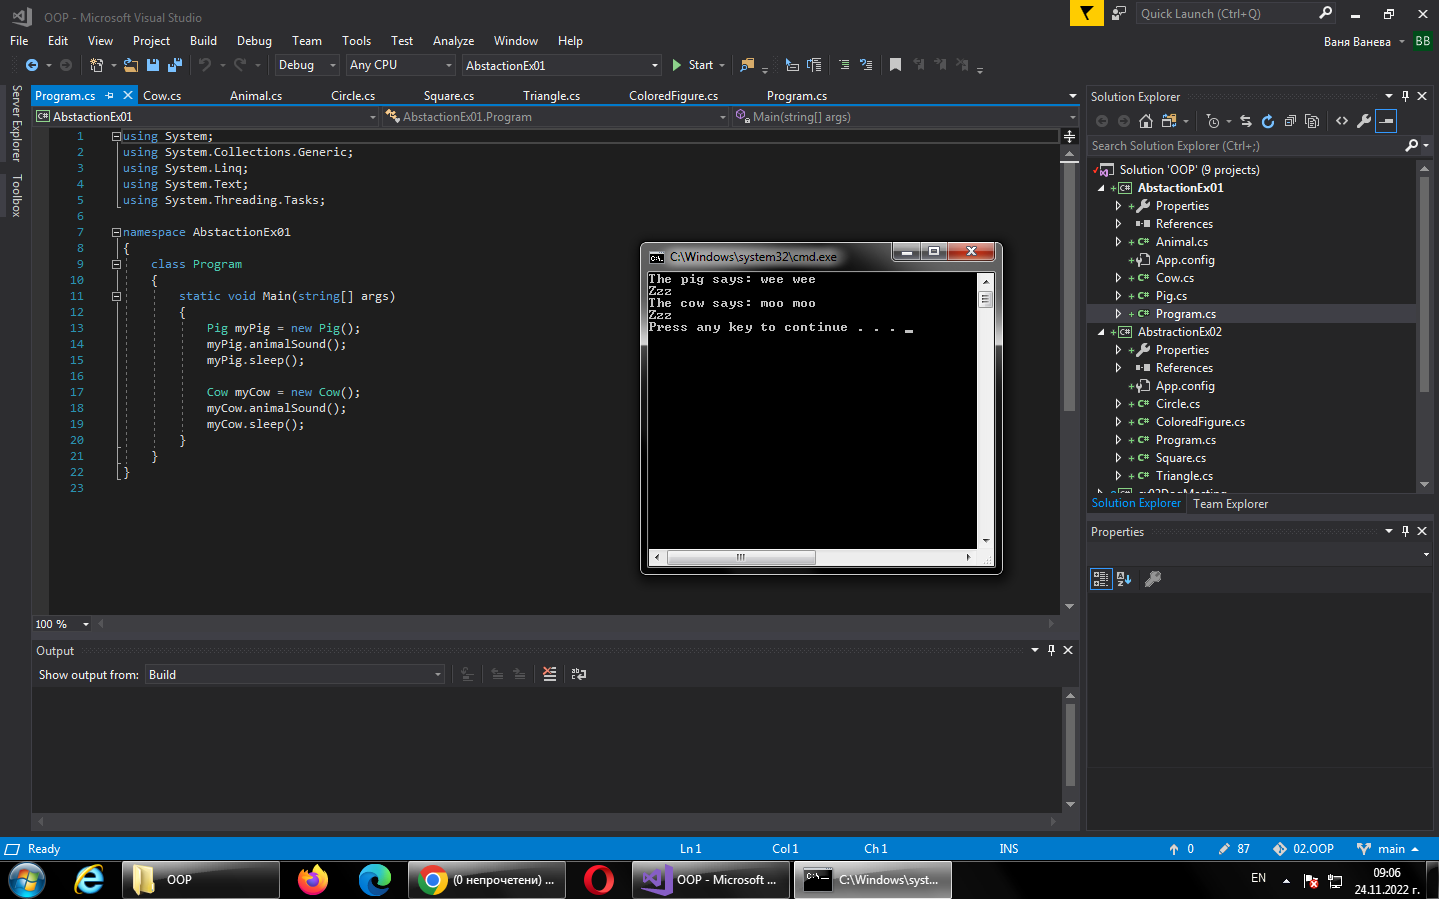 OOP - Microsoft Visual Studio
Quick Launch (Ctrl+Q)
File Edit View Project Build Debug Team Tools Test Analyze Window Help
Ваня Ванева BB
Debug Any CPU AbstactionEx01 Start
Server Explorer
Toolbox
Program.cs Cow.cs Animal.cs Circle.cs Square.cs Triangle.cs ColoredFigure.cs Program.cs
AbstactionEx01 AbstactionEx01.Program Main(string[] args)
1 using System;
2 using System.Collections.Generic;
3 using System.Linq;
4 using System.Text;
5 using System.Threading.Tasks;
6
7 namespace AbstactionEx01
8 {
9 class Program
10 {
11 static void Main(string[] args)
12 {
13 Pig myPig = new Pig();
14 myPig.animalSound();
15 myPig.sleep();
16
17 Cow myCow = new Cow();
18 myCow.animalSound();
19 myCow.sleep();
20 }
21 }
22 }
23
100 %
C:\Windows\system32\cmd.exe
The pig says: wee wee
Zzz
The cow says: moo moo
Zzz
Press any key to continue . . . _
Output
Show output from: Build
Solution Explorer
Search Solution Explorer (Ctrl+;)
Solution 'OOP' (9 projects)
AbstactionEx01
Properties
References
Animal.cs
App.config
Cow.cs
Pig.cs
Program.cs
AbstractionEx02
Properties
References
App.config
Circle.cs
ColoredFigure.cs
Program.cs
Square.cs
Triangle.cs
Solution Explorer Team Explorer
Properties
Ready Ln 1 Col 1 Ch 1 INS 0 87 02.OOP main
OOP
(0 непрочетени) ...
OOP - Microsoft ...
C:\Windows\syst...
EN
09:06
24.11.2022 г.